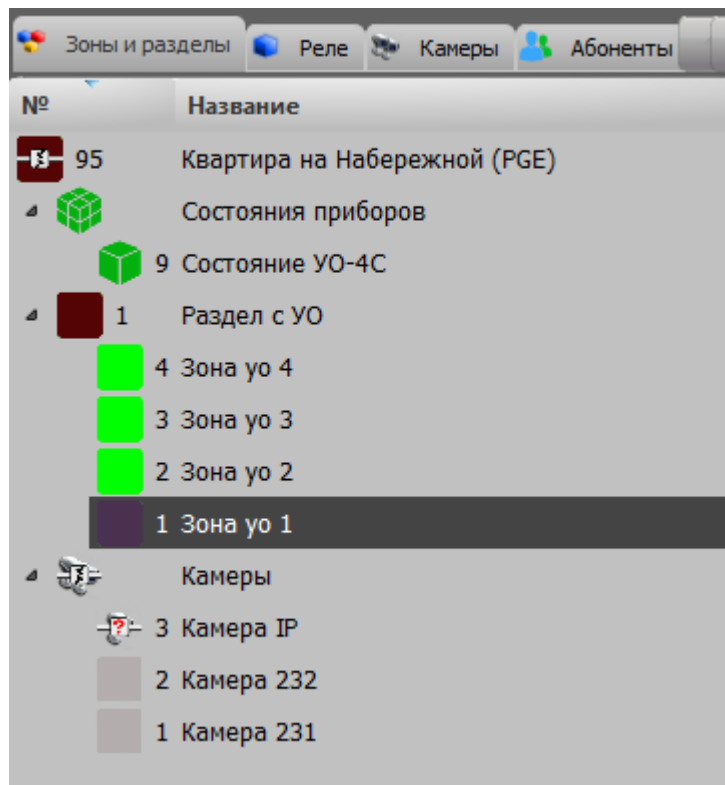 Зоны и разделы Реле Камеры Абоненты
№ Название
95 Квартира на Набережной (PGE)
Состояния приборов
9 Состояние УО-4С
1 Раздел с УО
4 Зона уо 4
3 Зона уо 3
2 Зона уо 2
1 Зона уо 1
Камеры
? 3 Камера IP
2 Камера 232
1 Камера 231